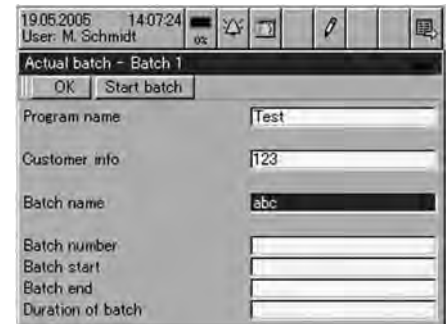 19.05.2005 14:07:24
User: M. Schmidt
0%
Actual batch - Batch 1
OK Start batch
Program name Test
Customer info 123
Batch name abc
Batch number
Batch start
Batch end
Duration of batch